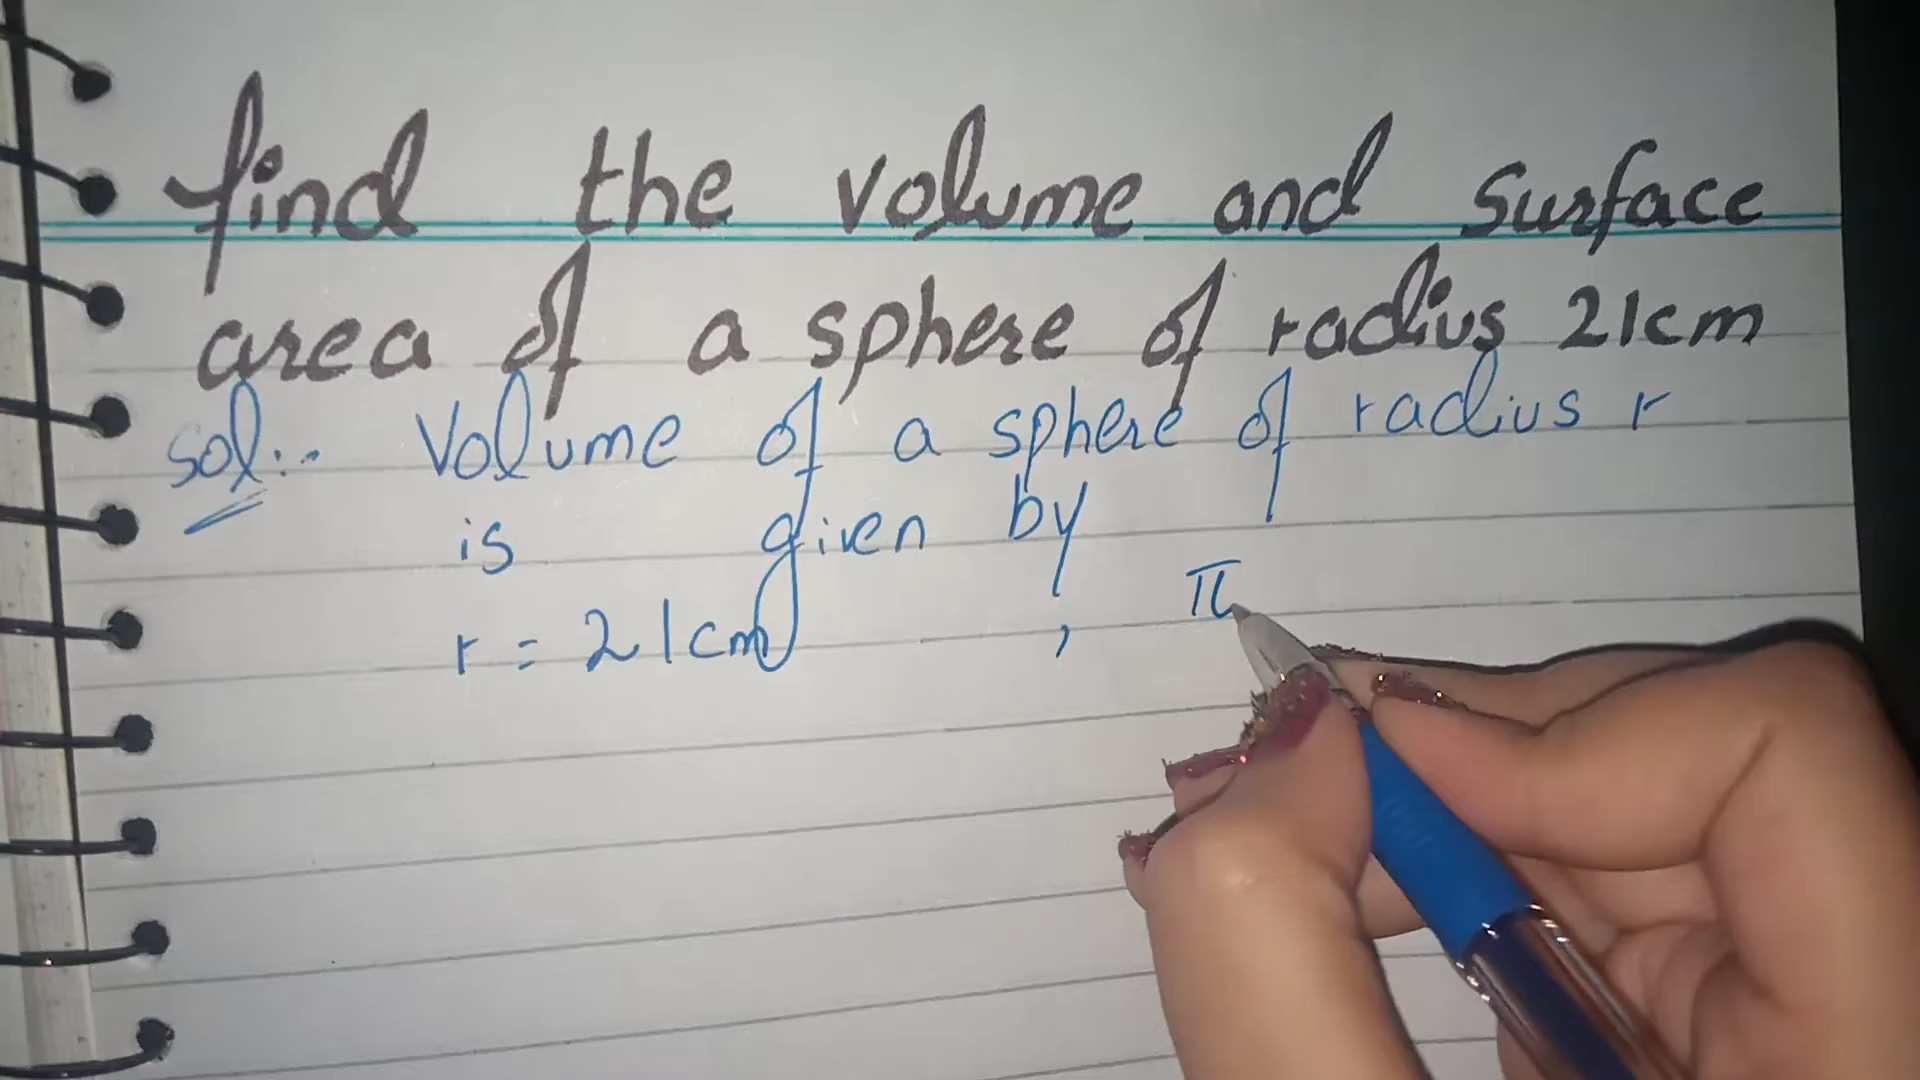 find the volume and surface
area of a sphere of radius 21cm
Sol:- Volume of a sphere of radius r
is given by
r = 21cm , π